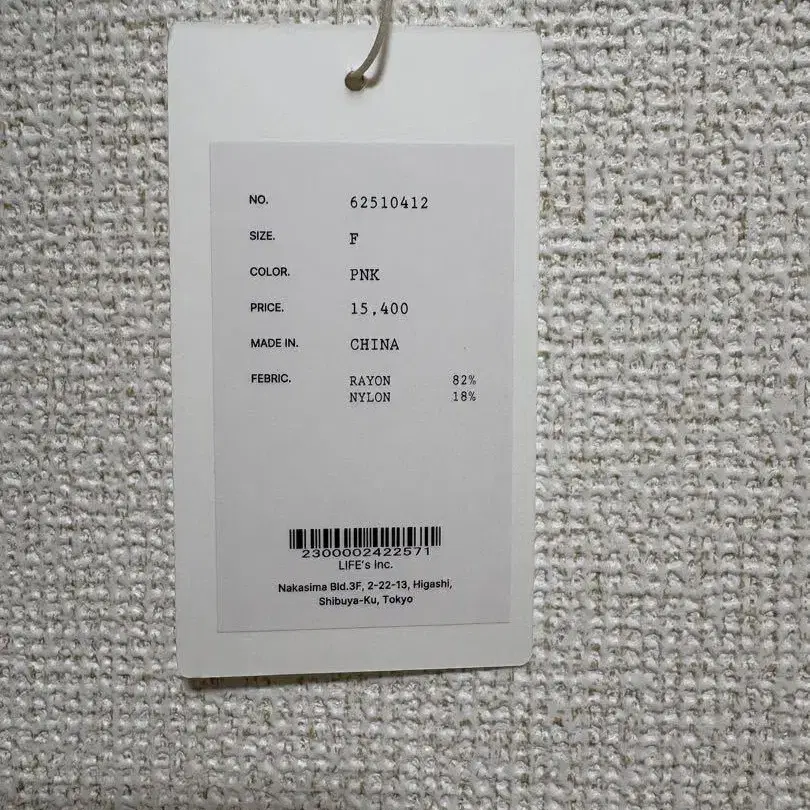 NO. 62510412
SIZE. F
COLOR. PNK
PRICE. 15,400
MADE IN. CHINA
FEBRIC. RAYON 82%
NYLON 18%
2300002422571
LIFE's Inc.
Nakasima Bld.3F, 2-22-13, Higashi,
Shibuya-Ku, Tokyo